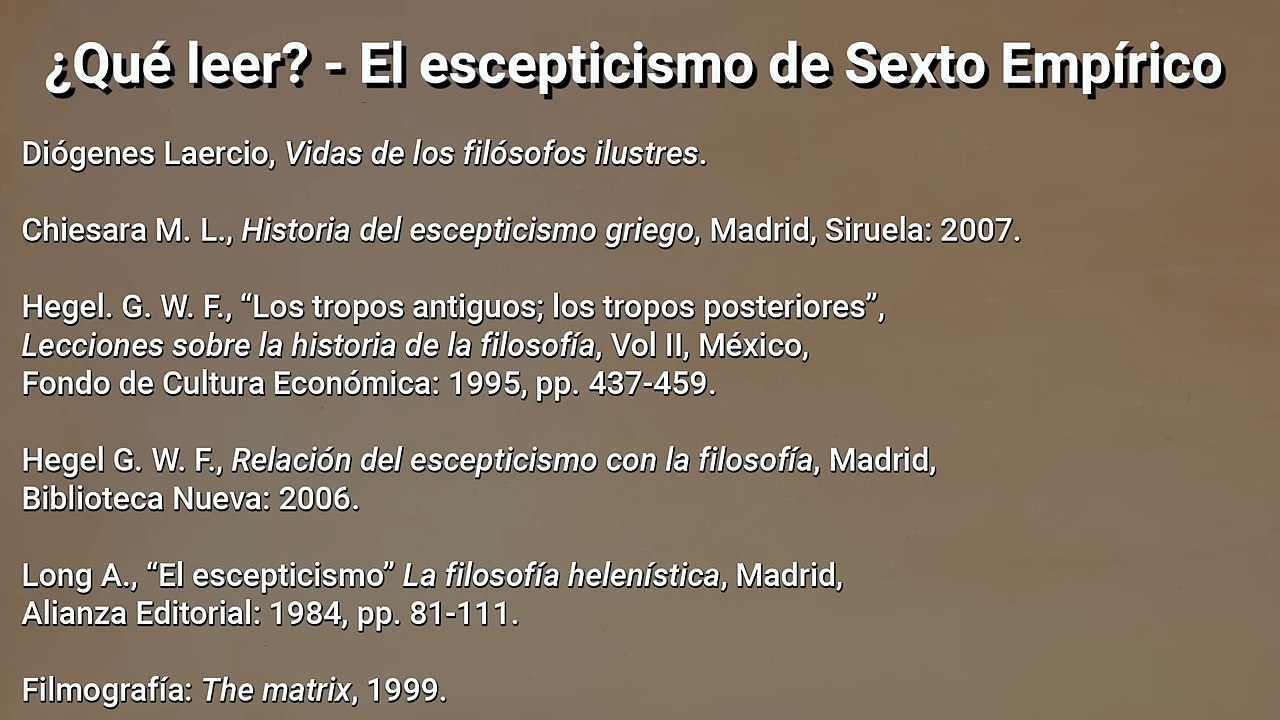 ¿Qué leer? - El escepticismo de Sexto Empírico
Diógenes Laercio, Vidas de los filósofos ilustres.
Chiesara M. L., Historia del escepticismo griego, Madrid, Siruela: 2007.
Hegel. G. W. F., “Los tropos antiguos; los tropos posteriores”,
Lecciones sobre la historia de la filosofía, Vol II, México,
Fondo de Cultura Económica: 1995, pp. 437-459.
Hegel G. W. F., Relación del escepticismo con la filosofía, Madrid,
Biblioteca Nueva: 2006.
Long A., “El escepticismo” La filosofía helenística, Madrid,
Alianza Editorial: 1984, pp. 81-111.
Filmografía: The matrix, 1999.